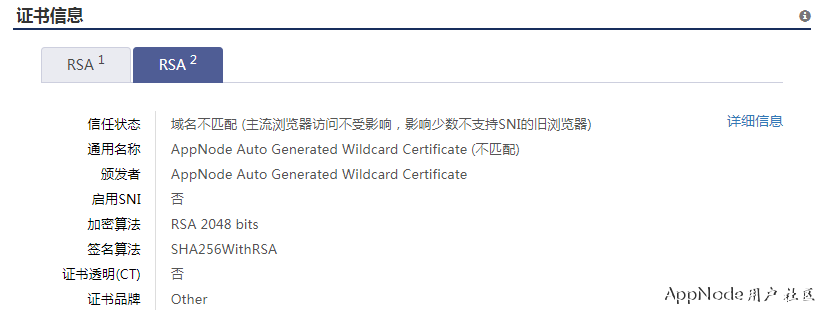 证书信息
RSA 1
RSA 2
信任状态 域名不匹配 (主流浏览器访问不受影响，影响少数不支持SNI的旧浏览器) 详细信息
通用名称 AppNode Auto Generated Wildcard Certificate (不匹配)
颁发者 AppNode Auto Generated Wildcard Certificate
启用SNI 否
加密算法 RSA 2048 bits
签名算法 SHA256WithRSA
证书透明(CT) 否
证书品牌 Other
AppNode用户社区